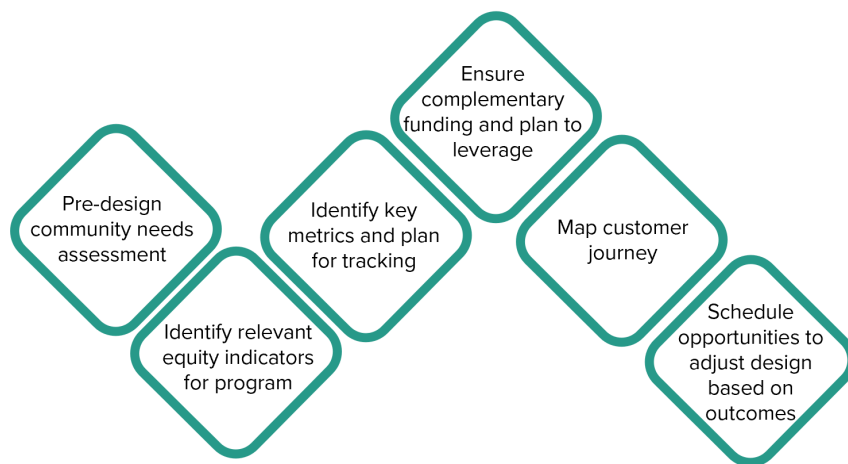 Pre-design
community needs
assessment
Identify relevant
equity indicators
for program
Identify key
metrics and plan
for tracking
Ensure
complementary
funding and plan to
leverage
Map customer
journey
Schedule
opportunities to
adjust design
based on
outcomes